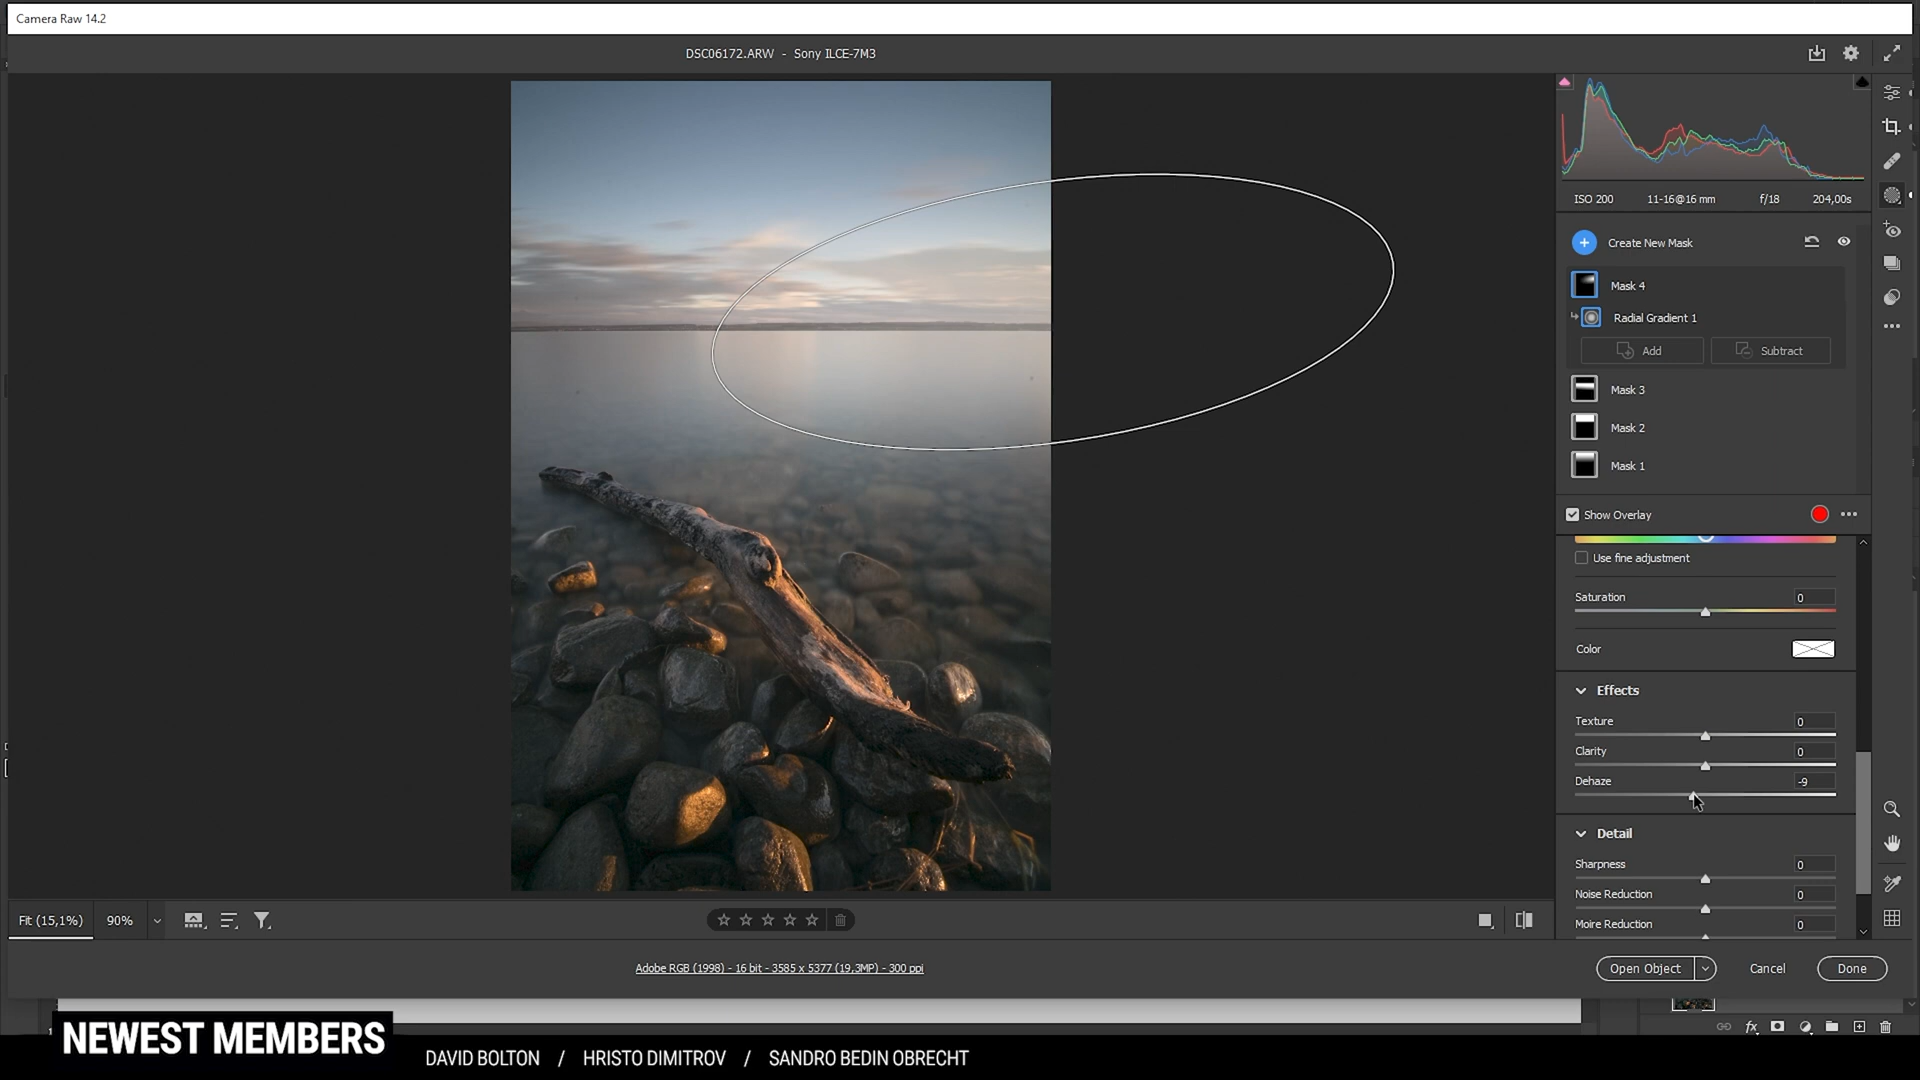 Camera Raw 14.2
DSC06172.ARW - Sony ILCE-7M3
ISO 200 11-16@16 mm f/18 204,00s
Create New Mask
Mask 4
Radial Gradient 1
Add Subtract
Mask 3
Mask 2
Mask 1
Show Overlay
Use fine adjustment
Saturation 0
Color
Effects
Texture 0
Clarity 0
Dehaze -9
Detail
Sharpness 0
Noise Reduction 0
Moire Reduction 0
Fit (15,1%) 90%
Adobe RGB (1998) - 16 bit - 3585 x 5377 (19,3MP) - 300 ppi
Open Object Cancel Done
fx
NEWEST MEMBERS
DAVID BOLTON / HRISTO DIMITROV / SANDRO BEDIN OBRECHT